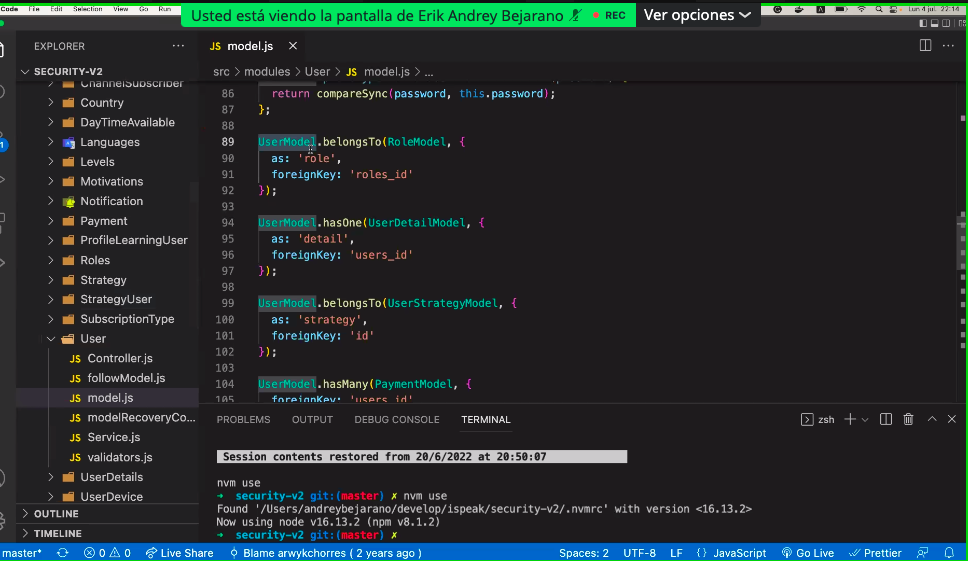 Code File Edit Selection View Go Run
Usted está viendo la pantalla de Erik Andrey Bejarano
REC
Ver opciones
Lun 4 jul. 22:14
EXPLORER
JS model.js
SECURITY-V2
src > modules > User > JS model.js > ...
ChannelSubscriber
Country
DayTimeAvailable
Languages
Levels
Motivations
Notification
Payment
ProfileLearningUser
Roles
Strategy
StrategyUser
SubscriptionType
User
JS Controller.js
JS followModel.js
JS model.js
JS modelRecoveryCo...
JS Service.js
JS validators.js
UserDetails
UserDevice
OUTLINE
TIMELINE
86 return compareSync(password, this.password);
87 };
88
89 UserModel.belongsTo(RoleModel, {
90 as: 'role',
91 foreignKey: 'roles_id'
92 });
93
94 UserModel.hasOne(UserDetailModel, {
95 as: 'detail',
96 foreignKey: 'users_id'
97 });
98
99 UserModel.belongsTo(UserStrategyModel, {
100 as: 'strategy',
101 foreignKey: 'id'
102 });
103
104 UserModel.hasMany(PaymentModel, {
105 foreignKey: 'users_id'
PROBLEMS OUTPUT DEBUG CONSOLE TERMINAL
zsh
Session contents restored from 20/6/2022 at 20:50:07
nvm use
→ security-v2 git:(master) ✗ nvm use
Found '/Users/andreybejarano/develop/ispeak/security-v2/.nvmrc' with version <16.13.2>
Now using node v16.13.2 (npm v8.1.2)
→ security-v2 git:(master) ✗
master* 0 0 Live Share Blame arwykchorres ( 2 years ago ) Spaces: 2 UTF-8 LF {} JavaScript Go Live Prettier